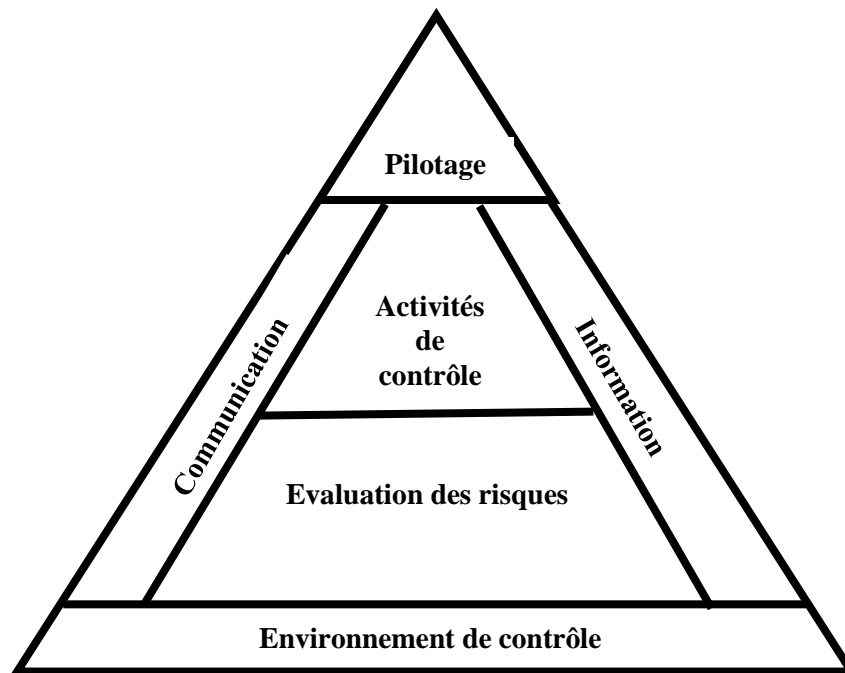 Pilotage
Activités
de
contrôle
Communication
Information
Evaluation des risques
Environnement de contrôle